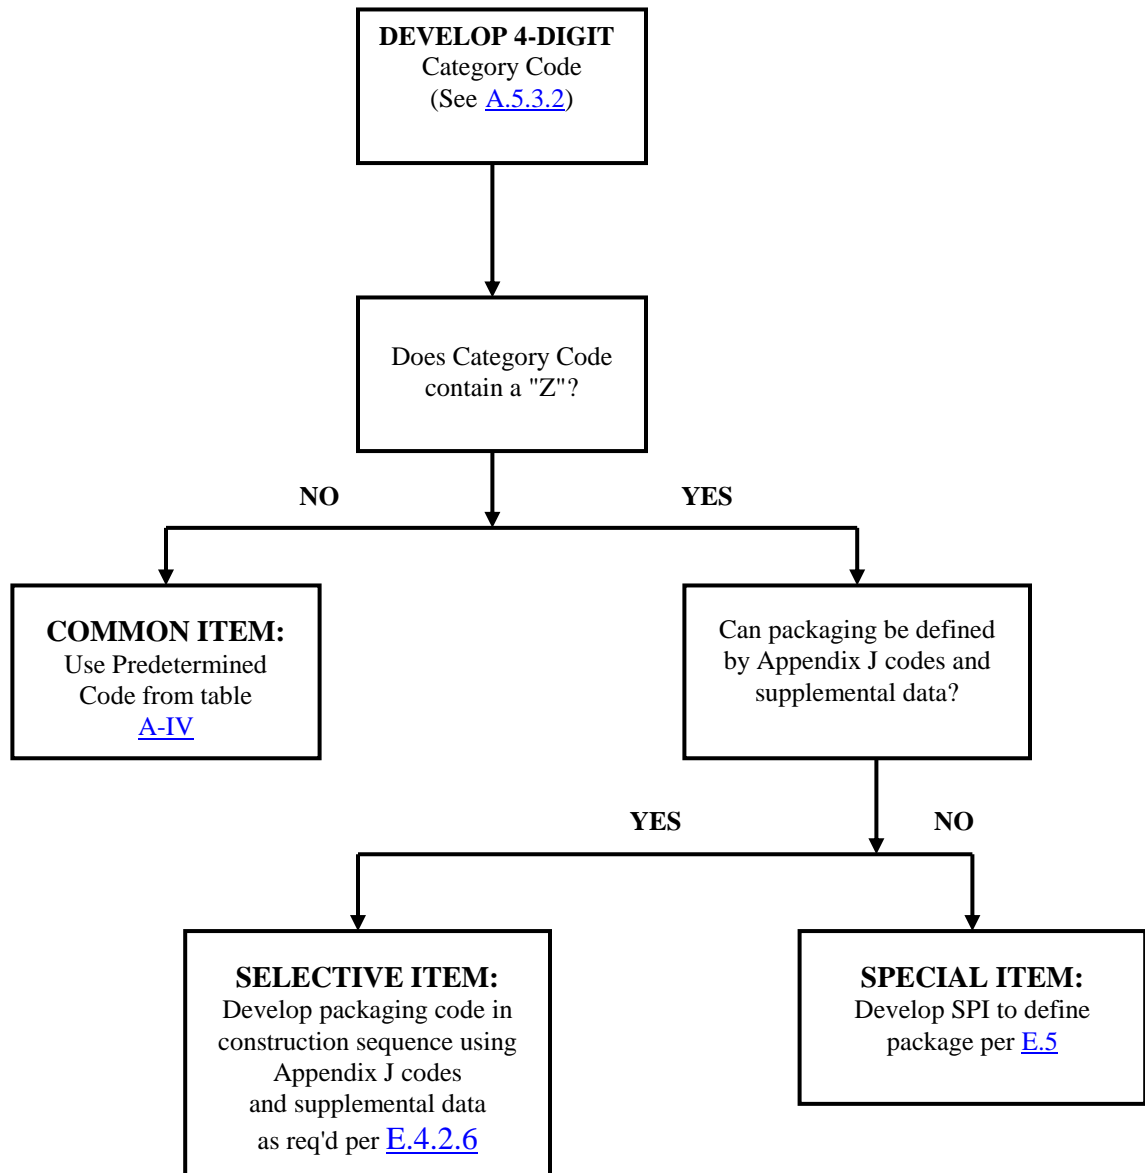 DEVELOP 4-DIGIT
Category Code
(See A.5.3.2)
Does Category Code
contain a "Z"?
NO
YES
COMMON ITEM:
Use Predetermined
Code from table
A-IV
Can packaging be defined
by Appendix J codes and
supplemental data?
YES
NO
SELECTIVE ITEM:
Develop packaging code in
construction sequence using
Appendix J codes
and supplemental data
as req'd per E.4.2.6
SPECIAL ITEM:
Develop SPI to define
package per E.5